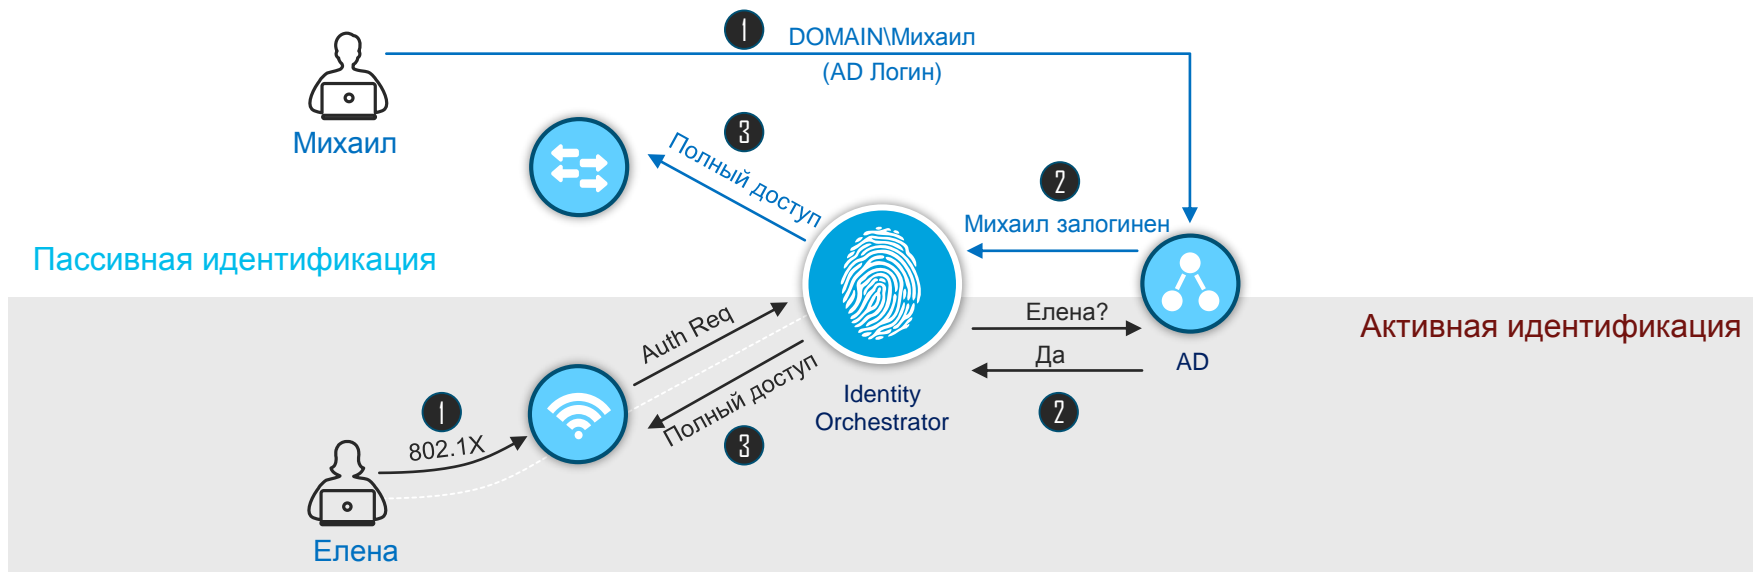 1
DOMAIN\Михаил
(AD Логин)
Михаил
3
Полный доступ
2
Михаил залогинен
Пассивная идентификация
Auth Req
Елена?
Активная идентификация
Да
AD
Полный доступ
Identity
Orchestrator
1
802.1X
3
2
Елена